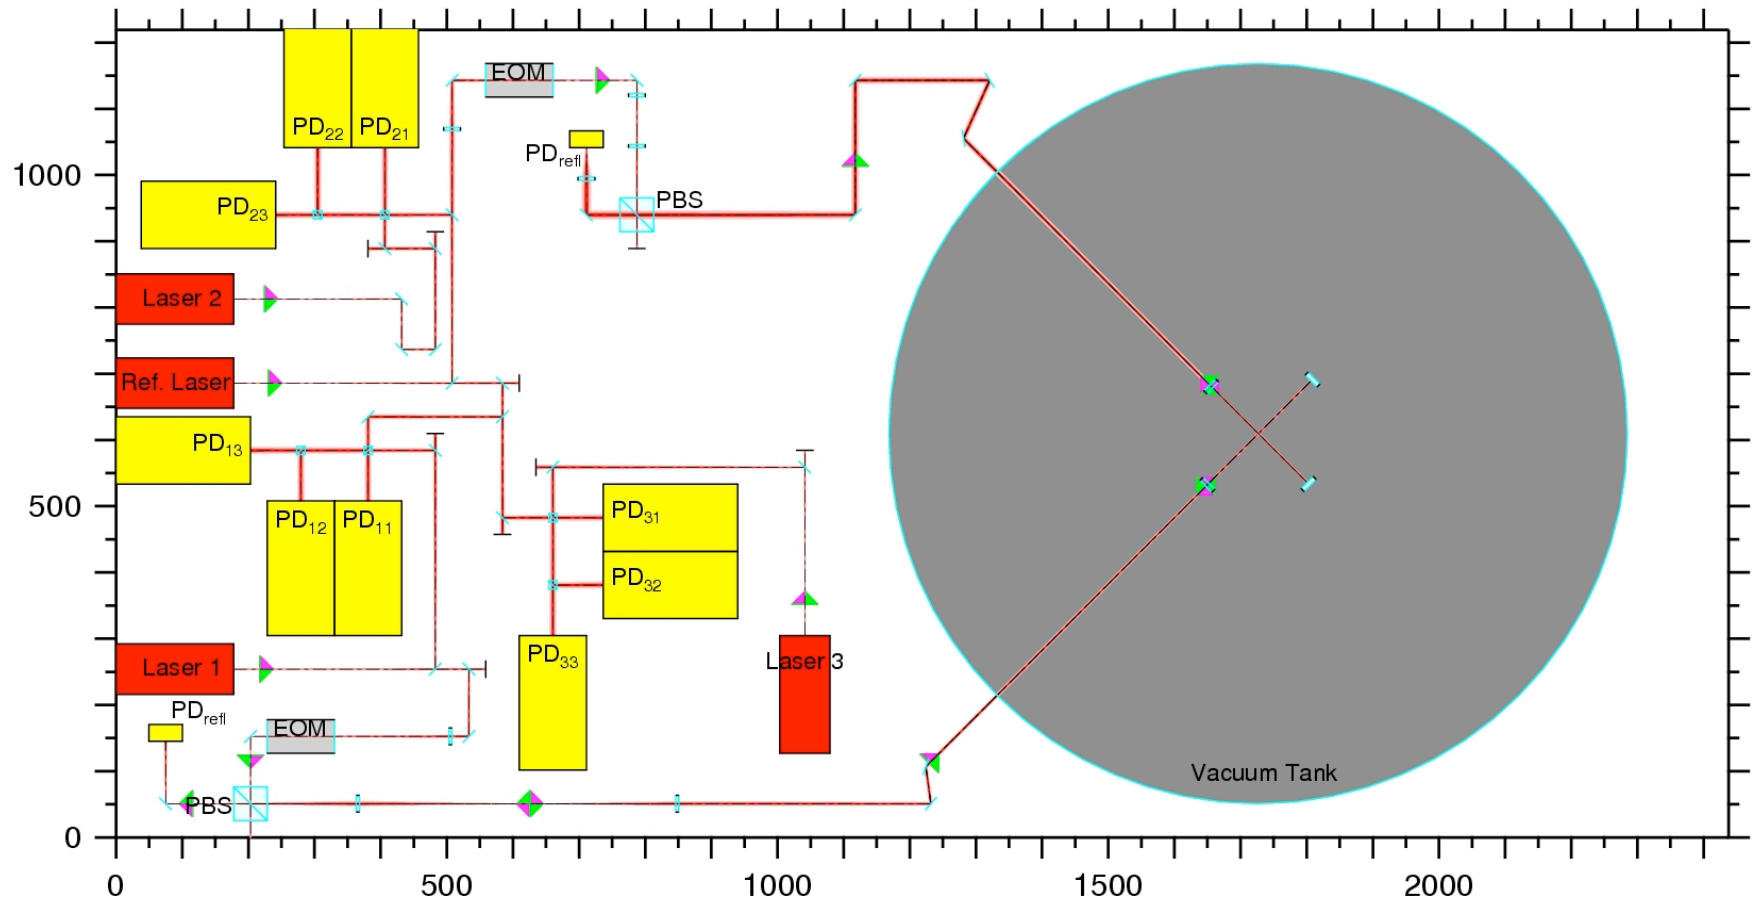 EOM
PD22 PD21
PDrefl
1000
PBS
PD23
Laser 2
Ref. Laser
PD13
500
PD12 PD11
PD31
PD32
PD33
Laser 1
Laser 3
PDrefl
EOM
Vacuum Tank
PBS
0
0 500 1000 1500 2000